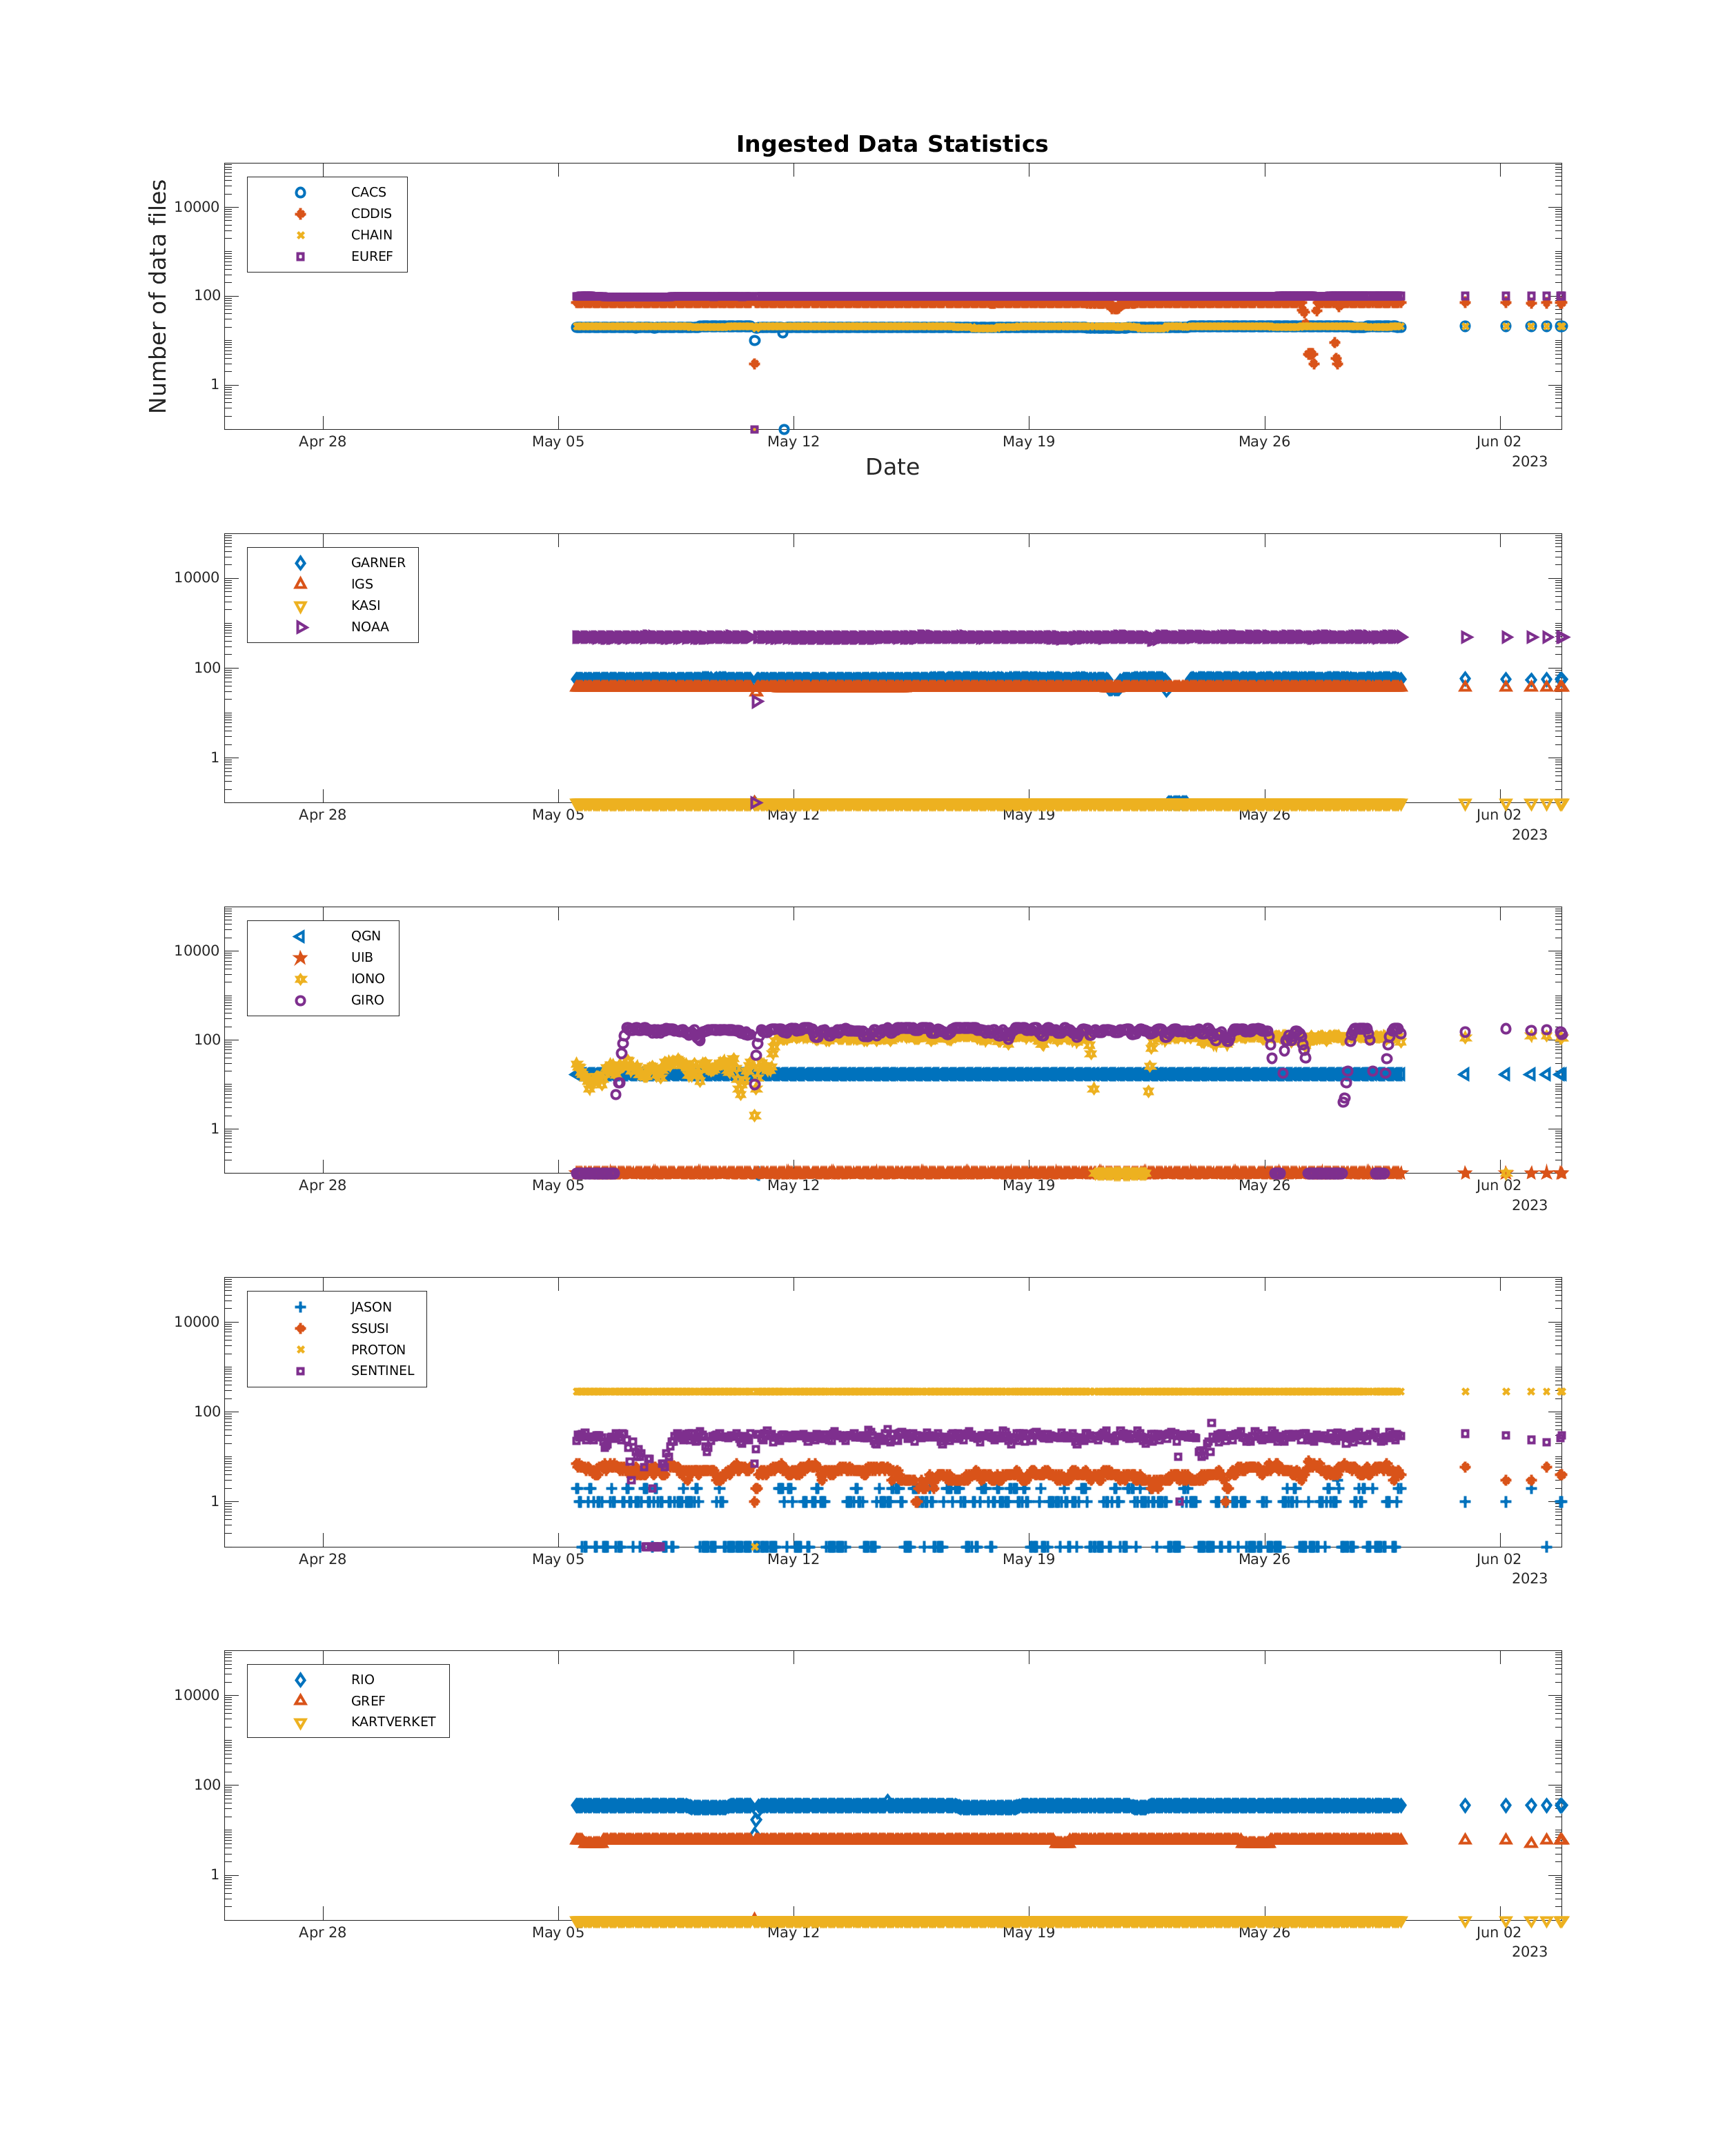 Ingested Data Statistics
Number of data files
CACS
CDDIS
CHAIN
EUREF
10000
100
1
Apr 28 May 05 May 12 May 19 May 26 Jun 02
2023
Date
GARNER
IGS
KASI
NOAA
10000
100
1
Apr 28 May 05 May 12 May 19 May 26 Jun 02
2023
QGN
UIB
IONO
GIRO
10000
100
1
Apr 28 May 05 May 12 May 19 May 26 Jun 02
2023
JASON
SSUSI
PROTON
SENTINEL
10000
100
1
Apr 28 May 05 May 12 May 19 May 26 Jun 02
2023
RIO
GREF
KARTVERKET
10000
100
1
Apr 28 May 05 May 12 May 19 May 26 Jun 02
2023